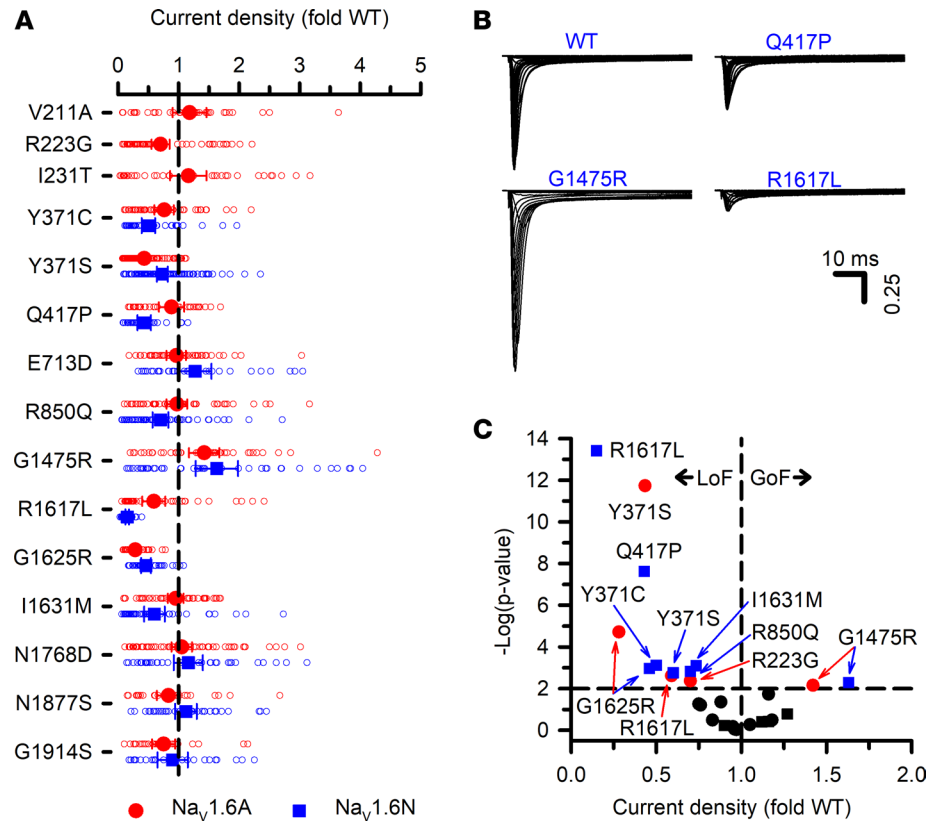 A
Current density (fold WT)
0 1 2 3 4 5
V211A
R223G
I231T
Y371C
Y371S
Q417P
E713D
R850Q
G1475R
R1617L
G1625R
I1631M
N1768D
N1877S
G1914S
NaV1.6A NaV1.6N
B
WT Q417P
G1475R R1617L
10 ms
0.25
C
14
12
10
8
6
4
2
0
-Log(p-value)
R1617L LoF GoF
Y371S
Q417P
Y371C Y371S I1631M
R850Q G1475R
R223G
G1625R
R1617L
0.0 0.5 1.0 1.5 2.0
Current density (fold WT)